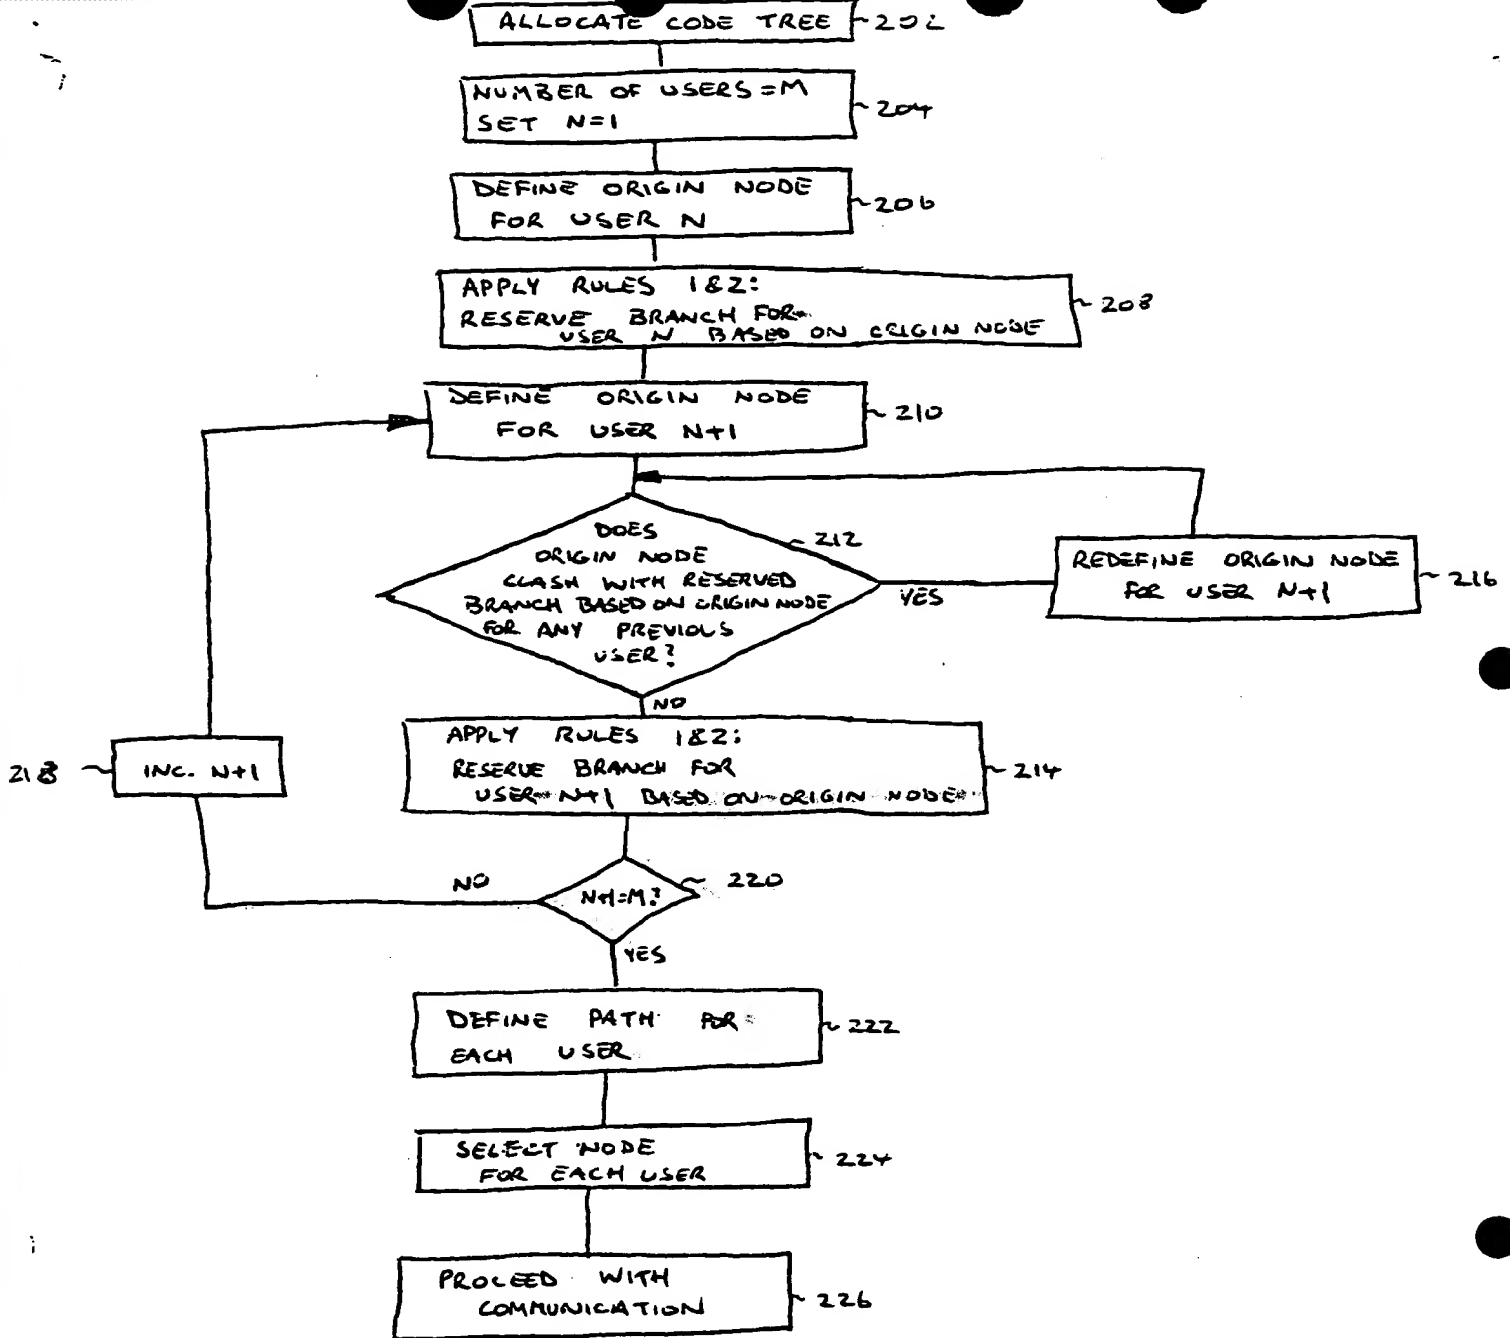 ALLOCATE CODE TREE
202
NUMBER OF USERS = M
SET N=1
204
DEFINE ORIGIN NODE
FOR USER N
206
APPLY RULES 1&2:
RESERVE BRANCH FOR
USER N BASED ON ORIGIN NODE
208
DEFINE ORIGIN NODE
FOR USER N+1
210
DOES
ORIGIN NODE
CLASH WITH RESERVED
BRANCH BASED ON ORIGIN NODE
FOR ANY PREVIOUS
USER?
212
YES
REDEFINE ORIGIN NODE
FOR USER N+1
216
NO
APPLY RULES 1&2:
RESERVE BRANCH FOR
USER N+1 BASED ON ORIGIN NODE
214
218
INC. N+1
NO
N+1=M?
220
YES
DEFINE PATH FOR
EACH USER
222
SELECT NODE
FOR EACH USER
224
PROCEED WITH
COMMUNICATION
226